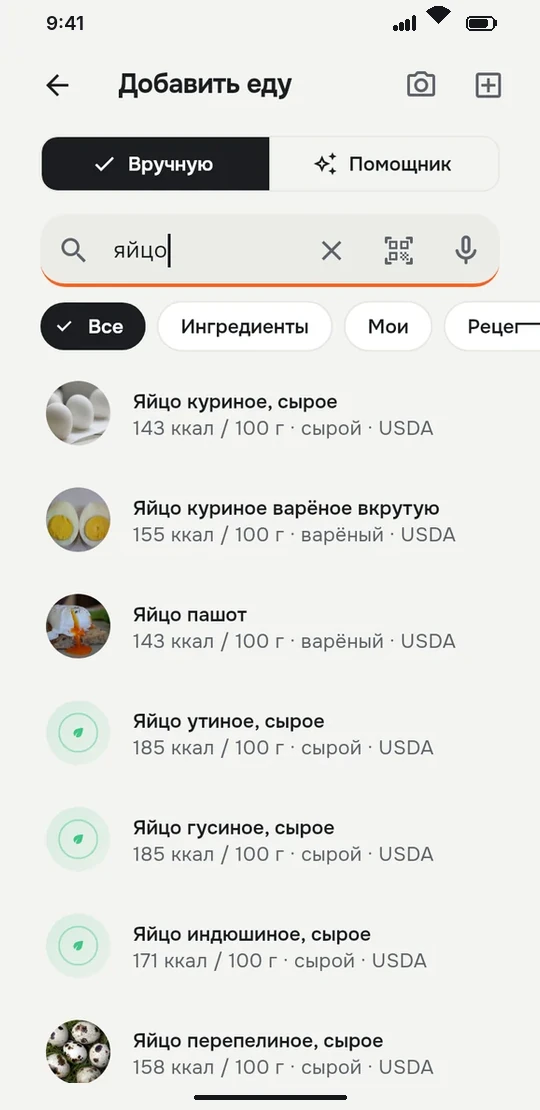 9:41
Добавить еду
Вручную
Помощник
яйцо
Все
Ингредиенты
Мои
Яйцо куриное, сырое
143 ккал / 100 г · сырой · USDA
Яйцо куриное варёное вкрутую
155 ккал / 100 г · варёный · USDA
Яйцо пашот
143 ккал / 100 г · варёный · USDA
Яйцо утиное, сырое
185 ккал / 100 г · сырой · USDA
Яйцо гусиное, сырое
185 ккал / 100 г · сырой · USDA
Яйцо индюшиное, сырое
171 ккал / 100 г · сырой · USDA
Яйцо перепелиное, сырое
158 ккал / 100 г · сырой · USDA